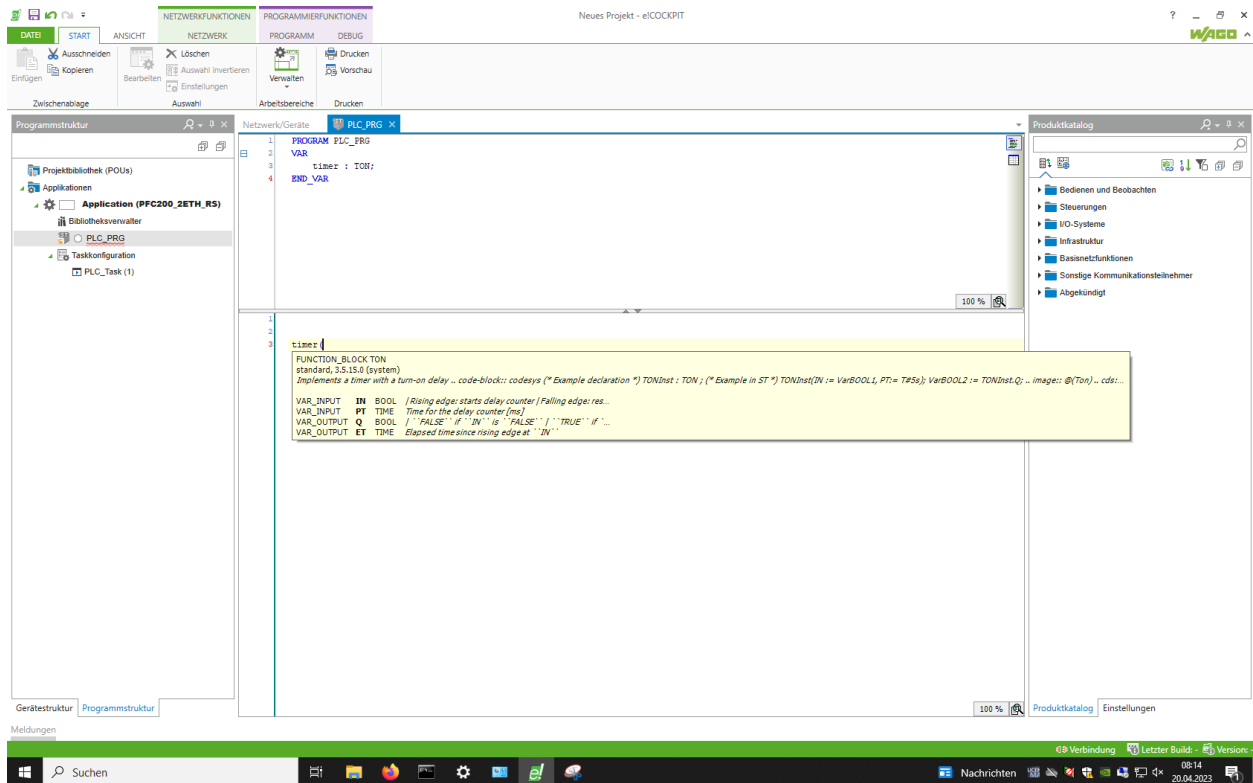 Neues Projekt - e!COCKPIT
?
NETZWERKFUNKTIONEN
PROGRAMMIERFUNKTIONEN
DATEI
START
ANSICHT
NETZWERK
PROGRAMM
DEBUG
WAGO
Einfügen
Ausschneiden
Kopieren
Zwischenablage
Bearbeiten
Löschen
Auswahl invertieren
Einstellungen
Auswahl
Verwalten
Arbeitsbereiche
Drucken
Vorschau
Drucken
Programmstruktur
Projektbibliothek (POUs)
Applikationen
Application (PFC200_2ETH_RS)
Bibliotheksverwalter
PLC_PRG
Taskkonfiguration
PLC_Task (1)
Gerätestruktur
Programmstruktur
Netzwerk/Geräte
PLC_PRG
1 PROGRAM PLC_PRG
2 VAR
3 timer : TON;
4 END_VAR
100 %
1
2
3 timer(
FUNCTION_BLOCK TON
standard, 3.5.15.0 (system)
Implements a timer with a turn-on delay .. code-block:: codesys (* Example declaration *) TONInst : TON ; (* Example in ST *) TONInst(IN := VarBOOL1, PT:= T#5s); VarBOOL2 := TONInst.Q; .. image:: @(Ton) .. cds:...
VAR_INPUT IN BOOL | Rising edge: starts delay counter | Falling edge: res...
VAR_INPUT PT TIME Time for the delay counter [ms]
VAR_OUTPUT Q BOOL | ``FALSE`` if ``IN`` is ``FALSE`` | ``TRUE`` if `...
VAR_OUTPUT ET TIME Elapsed time since rising edge at ``IN``
100 %
Produktkatalog
Bedienen und Beobachten
Steuerungen
I/O-Systeme
Infrastruktur
Basisnetzfunktionen
Sonstige Kommunikationsteilnehmer
Abgekündigt
Produktkatalog
Einstellungen
Meldungen
Verbindung
Letzter Build: -
Version: -
Suchen
Nachrichten
08:14
20.04.2023